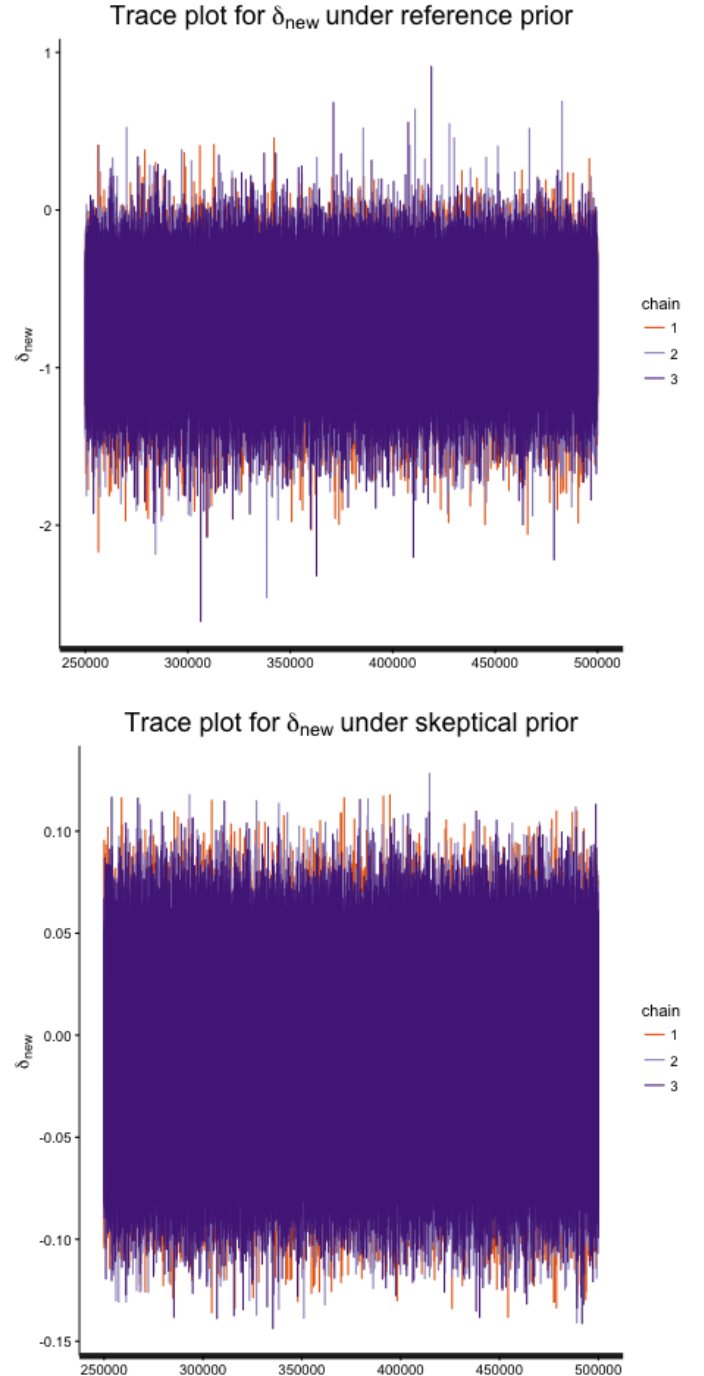 Trace plot for δnew under reference prior
1
0
-1
-2
δnew
250000 300000 350000 400000 450000 500000
chain
1
2
3
Trace plot for δnew under skeptical prior
0.10
0.05
0.00
-0.05
-0.10
-0.15
δnew
250000 300000 350000 400000 450000 500000
chain
1
2
3